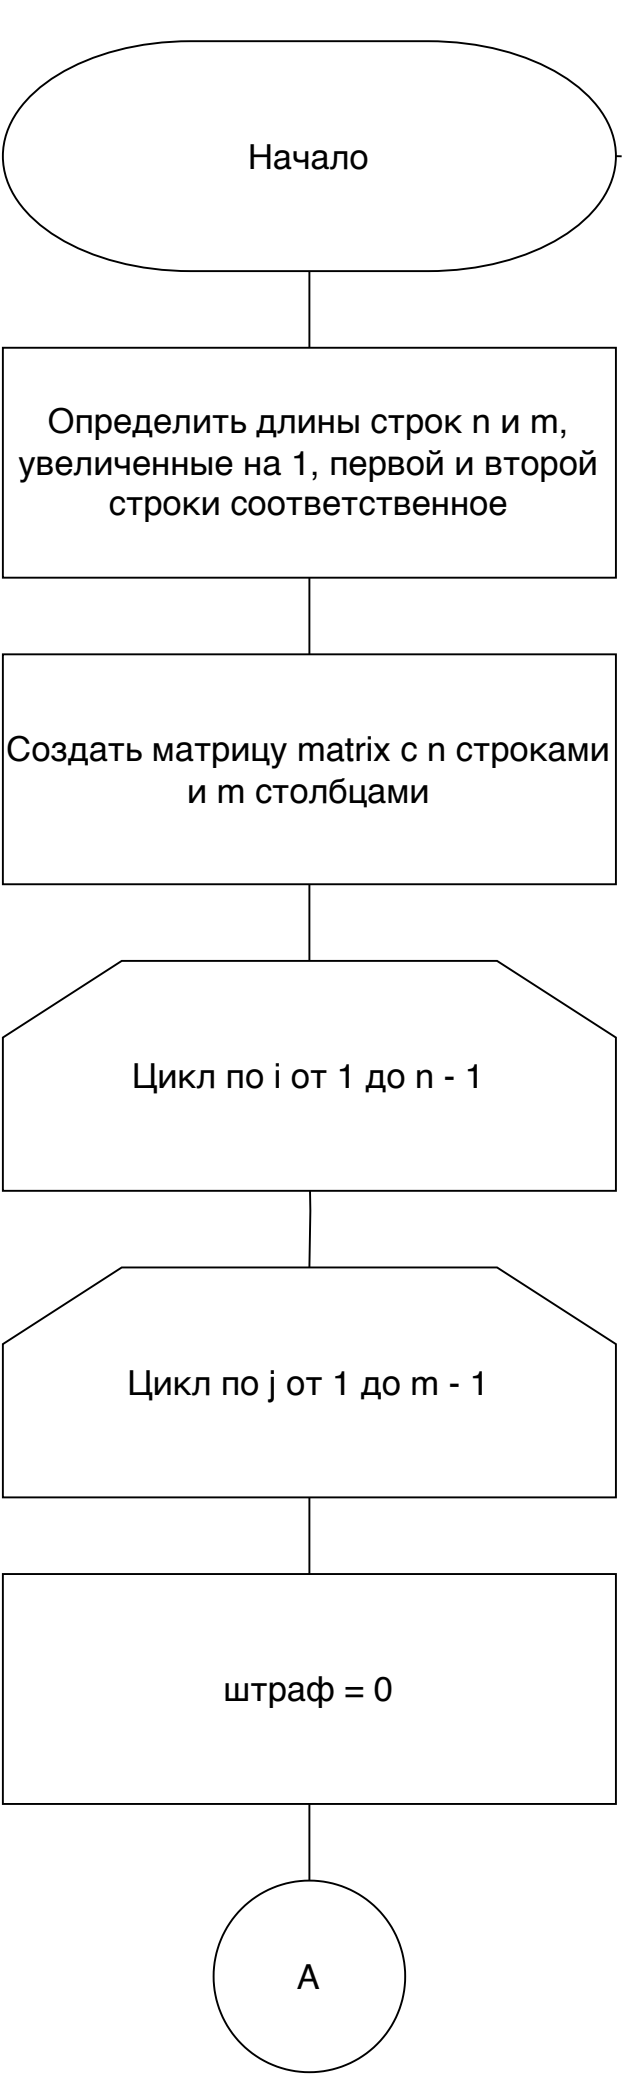 Начало
Определить длины строк n и m,
увеличенные на 1, первой и второй
строки соответственное
Создать матрицу matrix с n строками
и m столбцами
Цикл по i от 1 до n - 1
Цикл по j от 1 до m - 1
штраф = 0
А